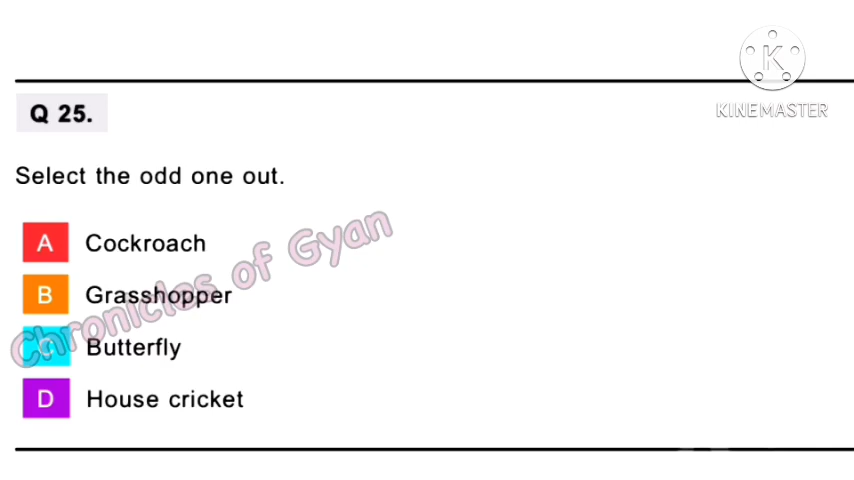 K
KINEMASTER
Q 25.
Select the odd one out.
A Cockroach
B Grasshopper
C Butterfly
D House cricket
Chronicles of Gyan